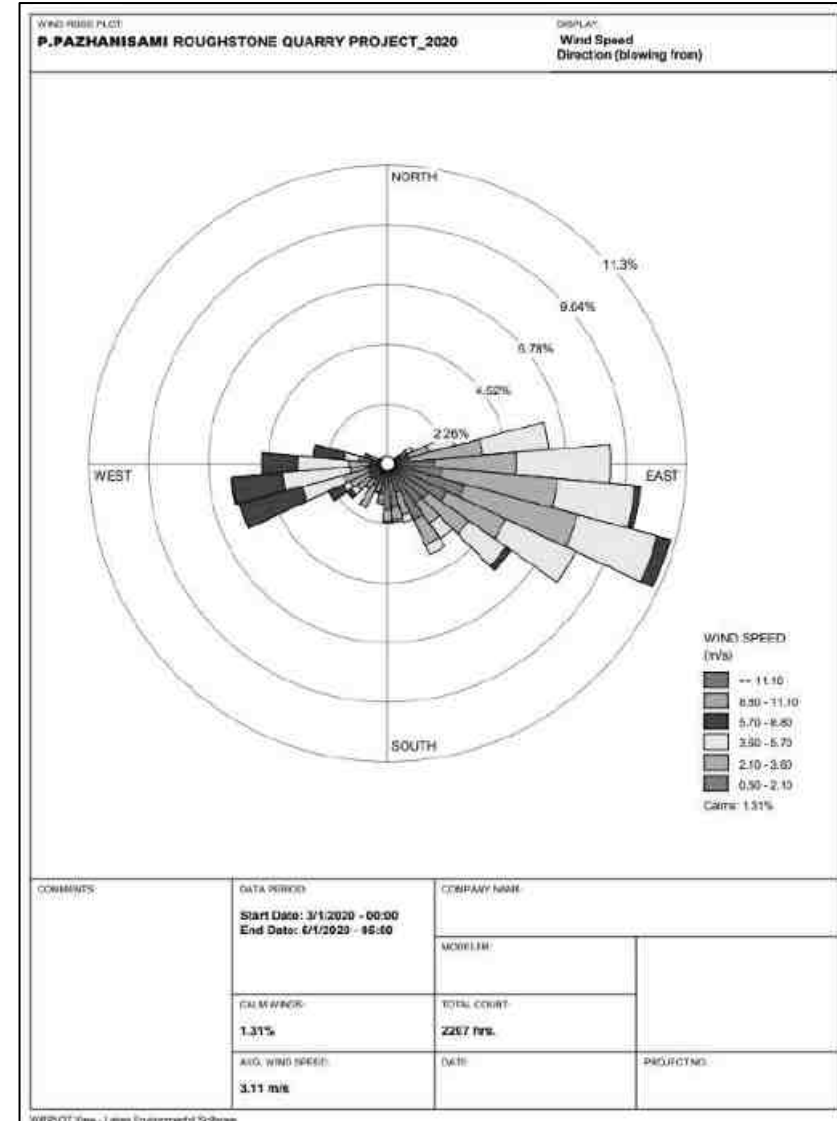 WIND ROSE PLOT:
P.PAZHANISAMI ROUGHSTONE QUARRY PROJECT_2020
DISPLAY:
Wind Speed
Direction (blowing from)
NORTH
11.3%
9.04%
6.78%
4.52%
2.26%
WEST
EAST
SOUTH
WIND SPEED
(m/s)
11.10
8.80 - 11.10
5.70 - 8.80
3.60 - 5.70
2.10 - 3.60
0.50 - 2.10
Calms: 1.31%
COMMENTS:
DATA PERIOD:
Start Date: 3/1/2020 - 00:00
End Date: 6/1/2020 -
COMPANY NAME:
MODELER:
CALM WINDS:
1.31%
TOTAL COUNT:
2207 hrs.
AVG. WIND SPEED:
3.11 m/s
DATE:
PROJECT NO.:
WRPLOT View - Lakes Environmental Software